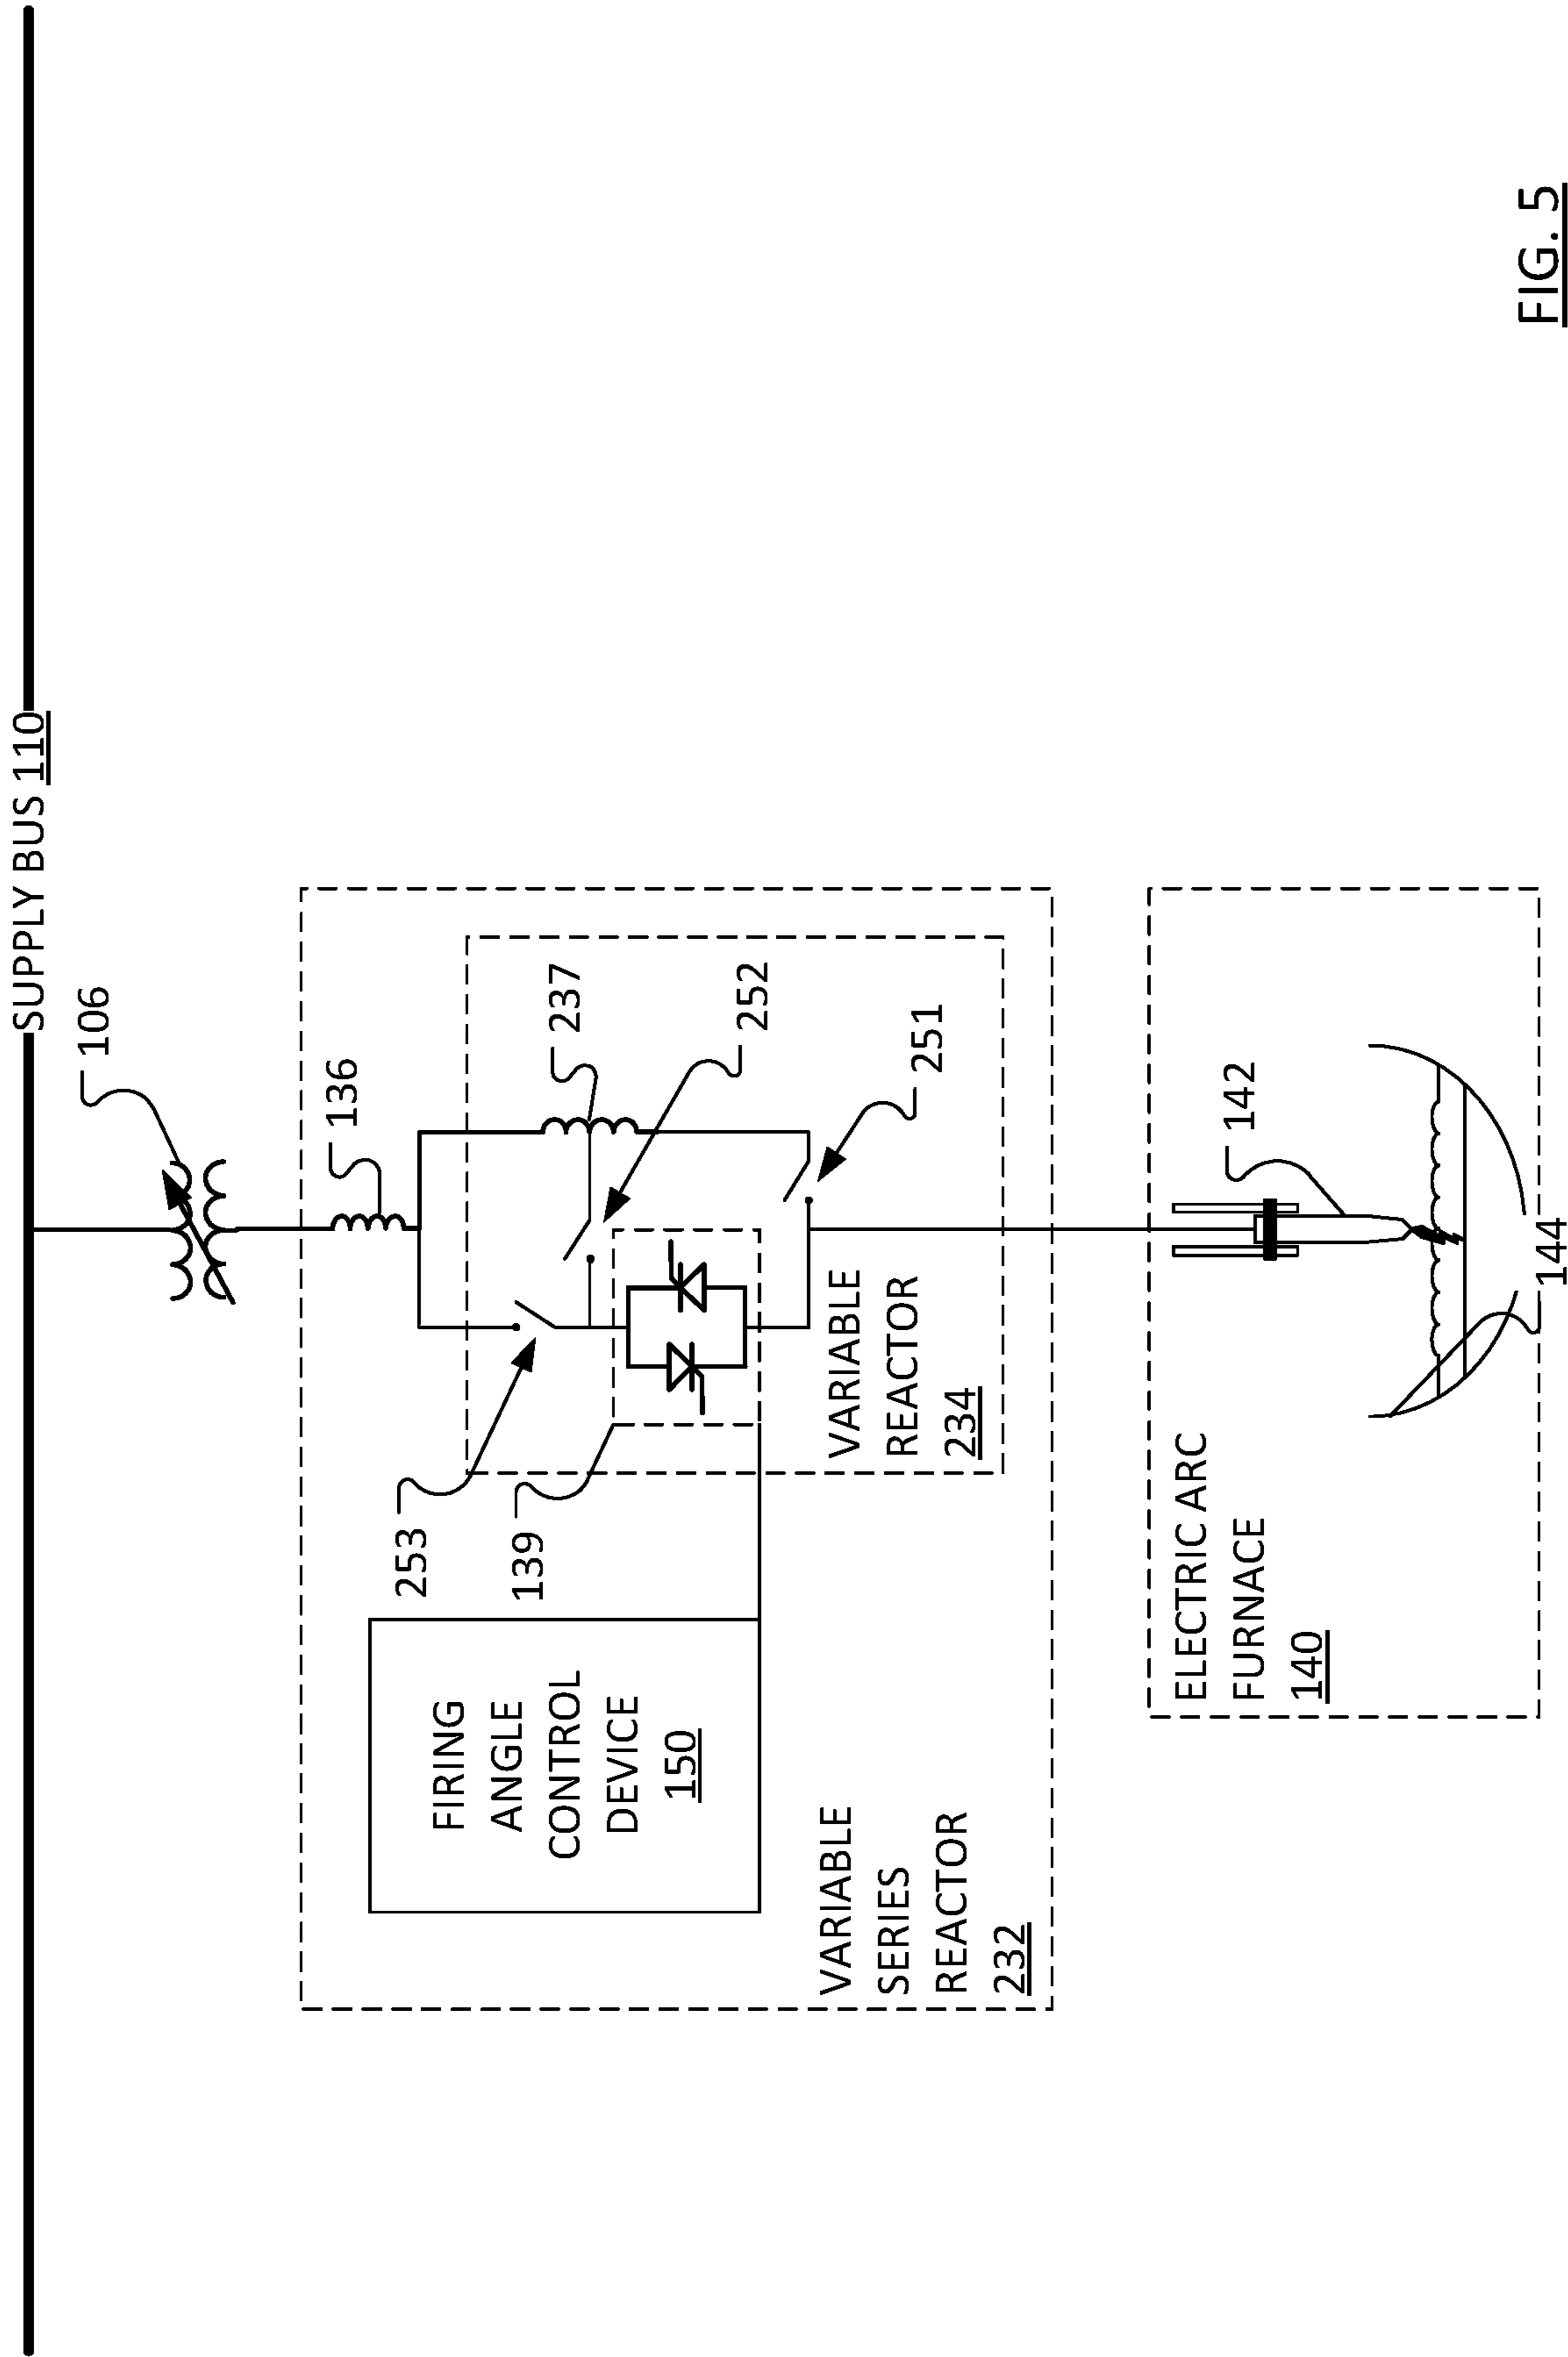 SUPPLY BUS 110
106
136
237
252
251
253
139
FIRING
ANGLE
CONTROL
DEVICE
150
VARIABLE
REACTOR
234
VARIABLE
SERIES
REACTOR
232
142
ELECTRIC ARC
FURNACE
140
144
FIG. 5